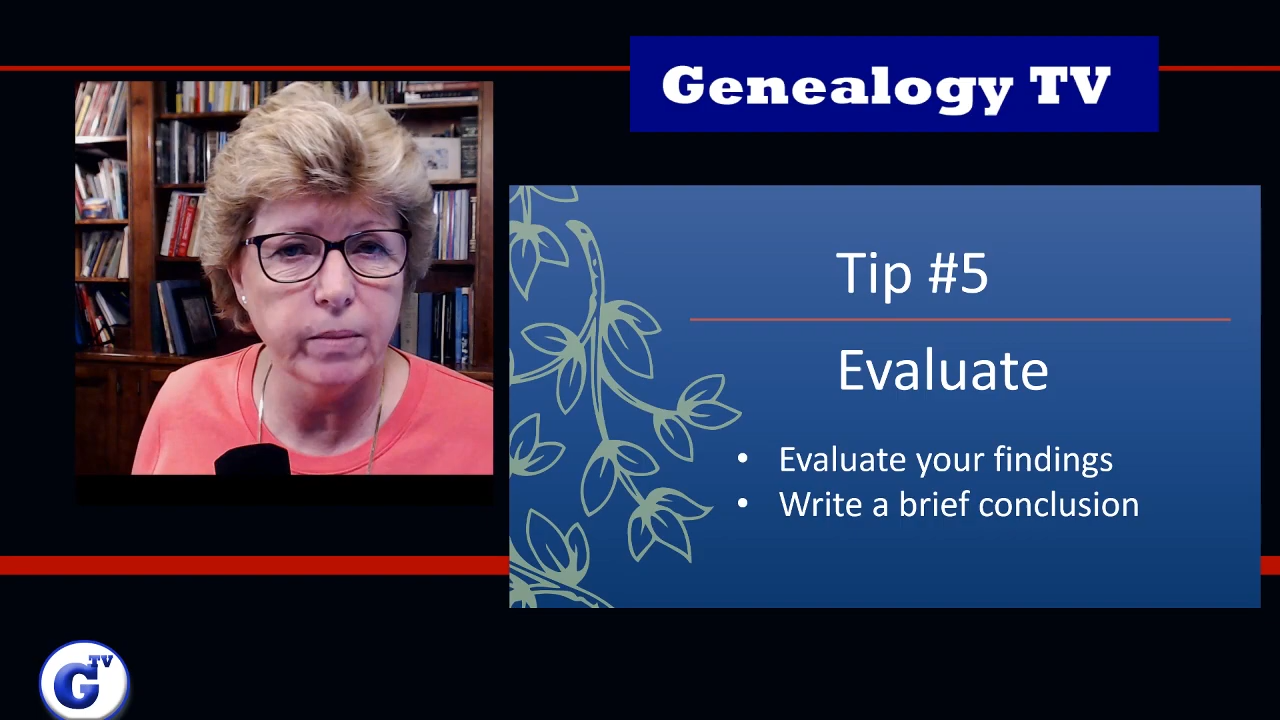 Genealogy TV
Tip #5
Evaluate
• Evaluate your findings
• Write a brief conclusion
G TV